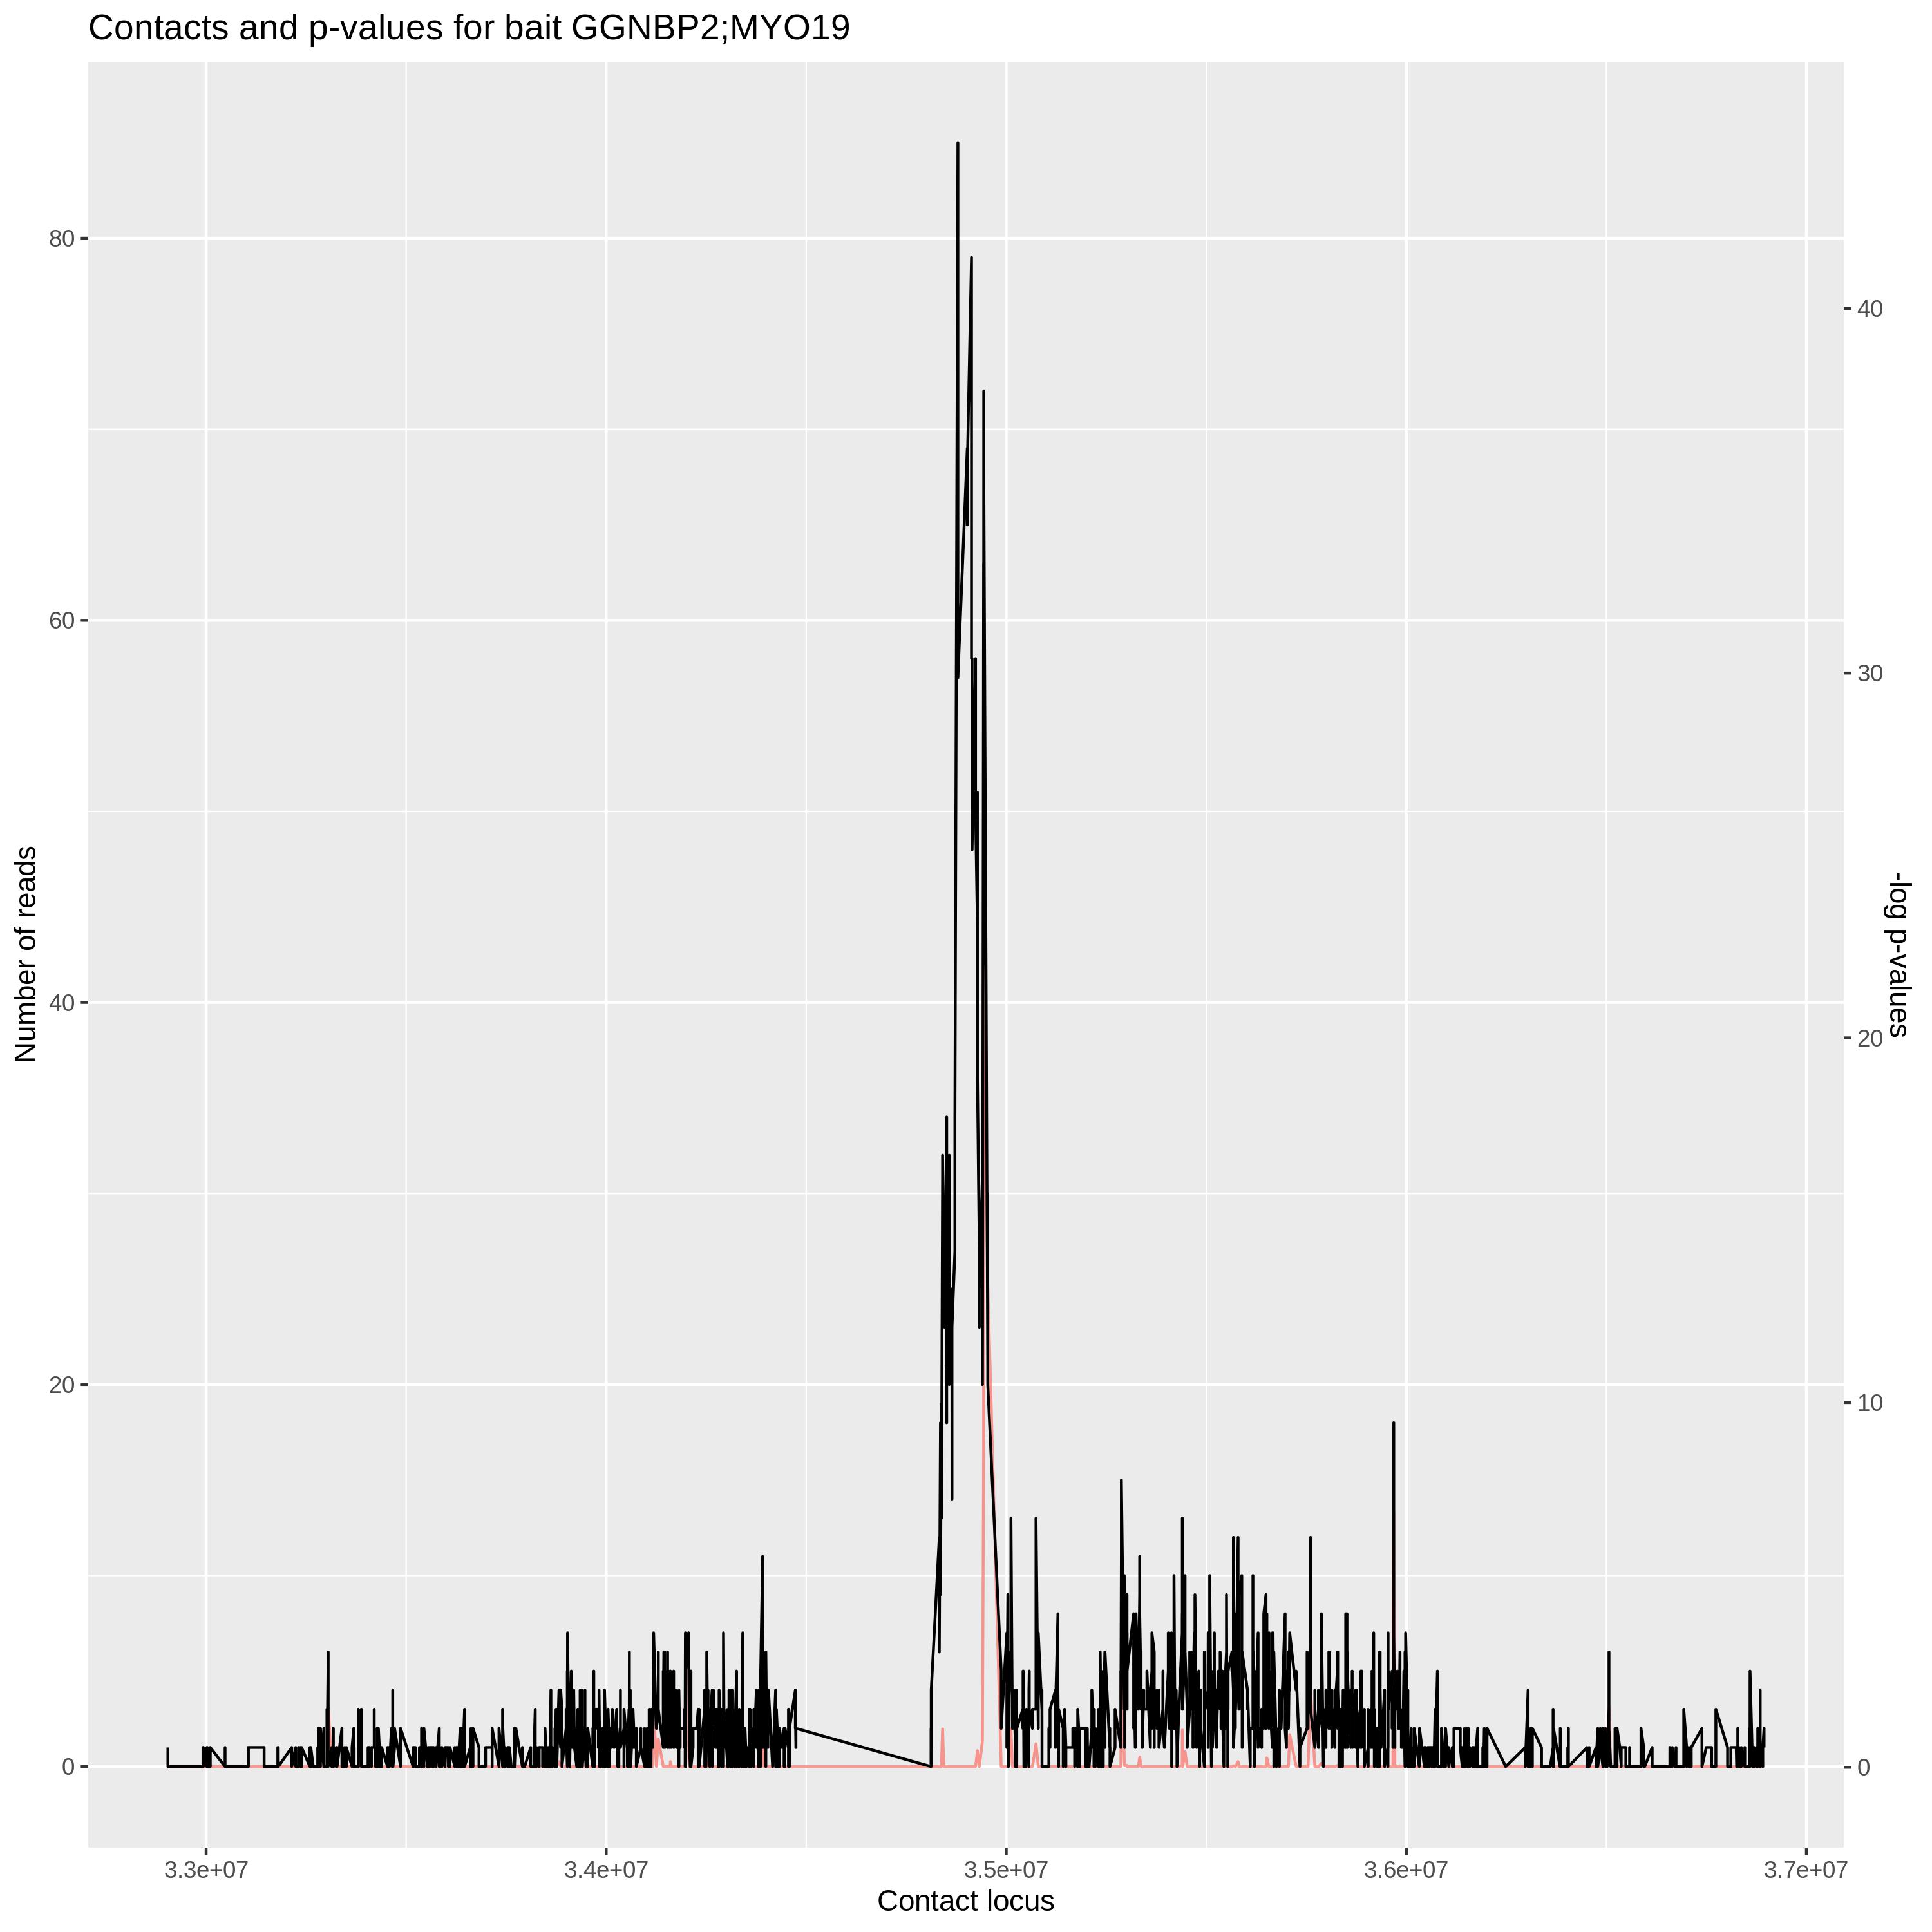 Contacts and p-values for bait GGNBP2;MYO19
80
60
40
20
0
Number of reads
40
30
20
10
0
-log p-values
3.3e+07
3.4e+07
3.5e+07
3.6e+07
3.7e+07
Contact locus